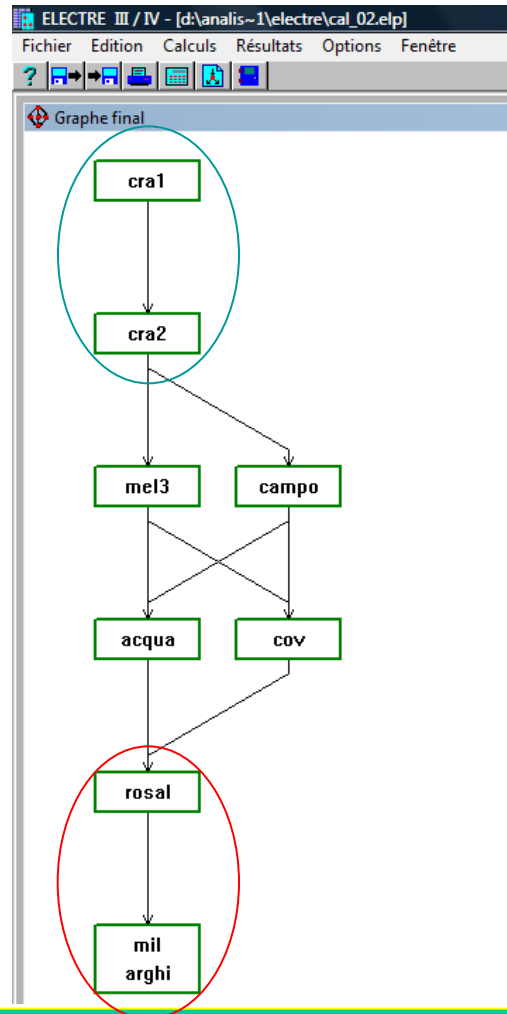 ELECTRE III / IV - [d:\analis~1\electre\cal_02.elp]
Fichier Edition Calculs Résultats Options Fenêtre
?
Graphe final
cra1
cra2
mel3 campo
acqua cov
rosal
mil
arghi